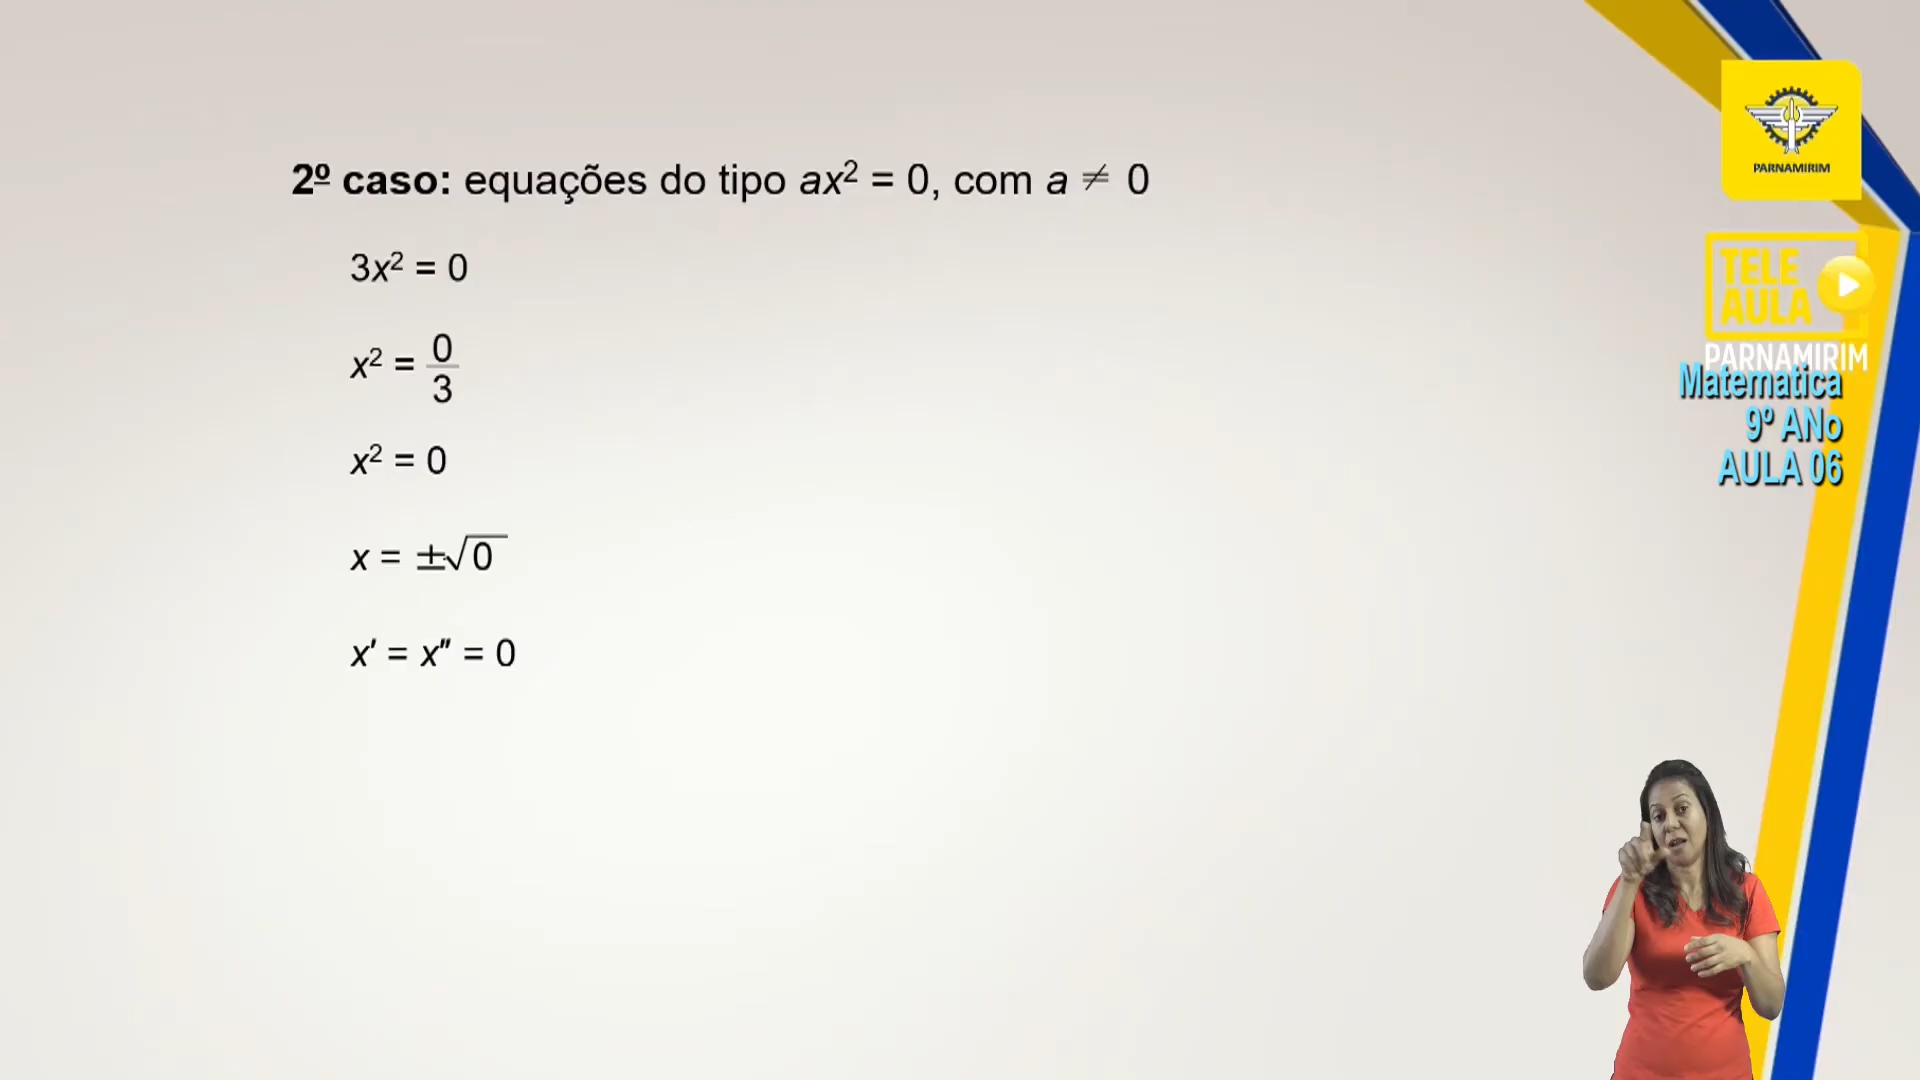 2º caso: equações do tipo ax² = 0, com a ≠ 0
3x² = 0
x² = 0/3
x² = 0
x = ±√0
x′ = x″ = 0
PARNAMIRIM
TELE
AULA
PARNAMIRIM
Matematica
9º ANo
AULA 06